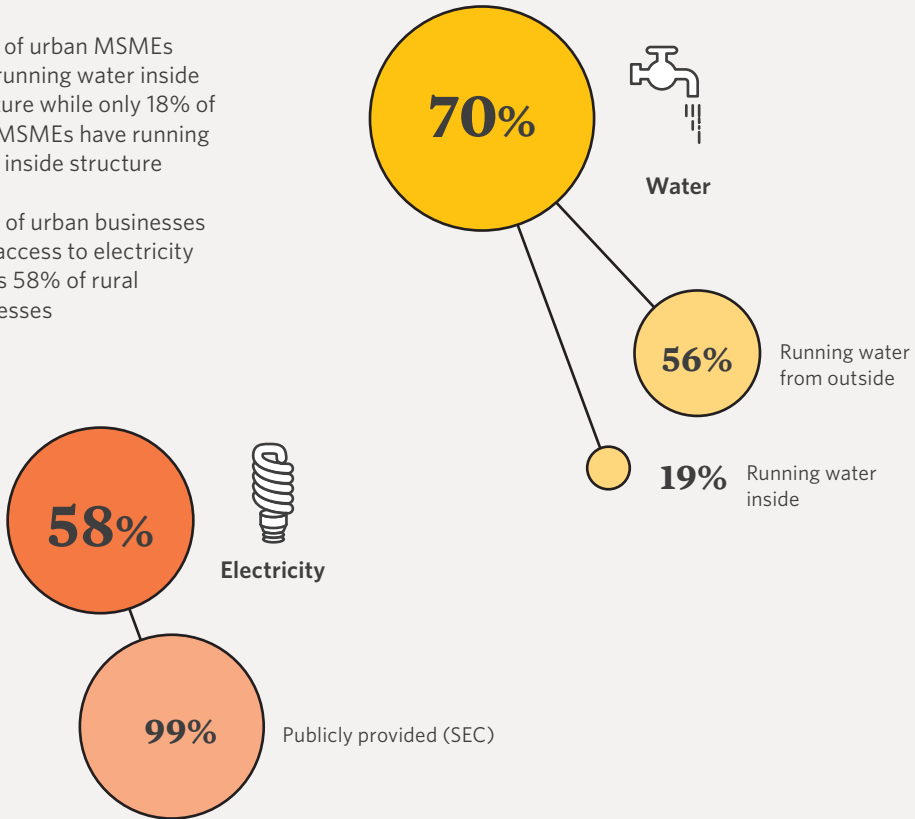 of urban MSMEs
running water inside
ture while only 18% of
MSMEs have running
inside structure
of urban businesses
access to electricity
s 58% of rural
esses
70%
Water
56%
Running water
from outside
19%
Running water
inside
58%
Electricity
99%
Publicly provided (SEC)